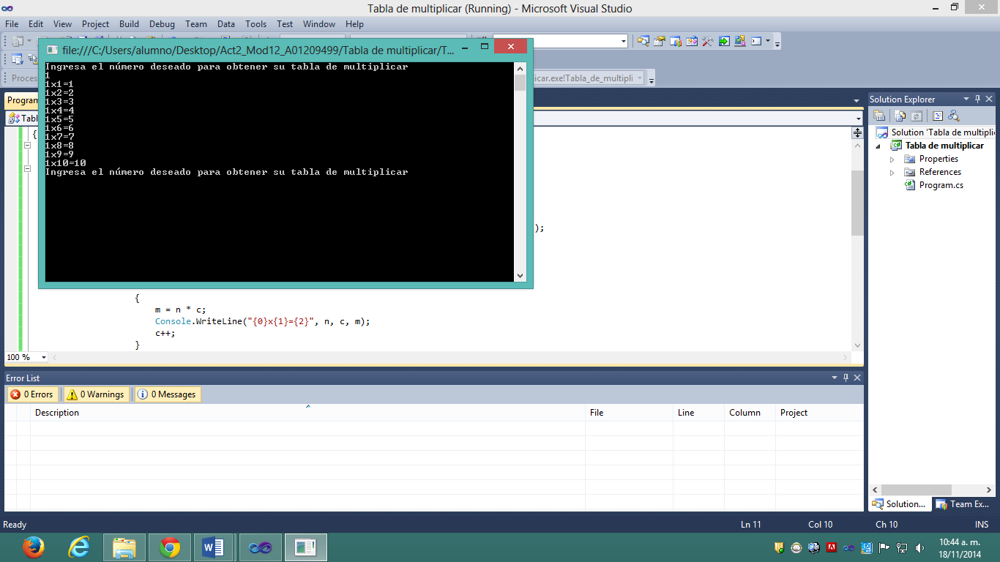 Tabla de multiplicar (Running) - Microsoft Visual Studio
File Edit View Project Build Debug Team Data Tools Test Window Help
file:///C:/Users/alumno/Desktop/Act2_Mod12_A01209499/Tabla de multiplicar/T...
Ingresa el número deseado para obtener su tabla de multiplicar
1
1x1=1
1x2=2
1x3=3
1x4=4
1x5=5
1x6=6
1x7=7
1x8=8
1x9=9
1x10=10
Ingresa el número deseado para obtener su tabla de multiplicar
Proces
icar.exe!Tabla_de_multipli
Program
Tabl
{
);
{
m = n * c;
Console.WriteLine("{0}x{1}={2}", n, c, m);
c++;
}
100 %
Solution Explorer
Solution 'Tabla de multiplic
Tabla de multiplicar
Properties
References
Program.cs
Solution... Team Ex...
Error List
0 Errors 0 Warnings 0 Messages
Description File Line Column Project
Ready Ln 11 Col 10 Ch 10 INS
10:44 a. m.
18/11/2014